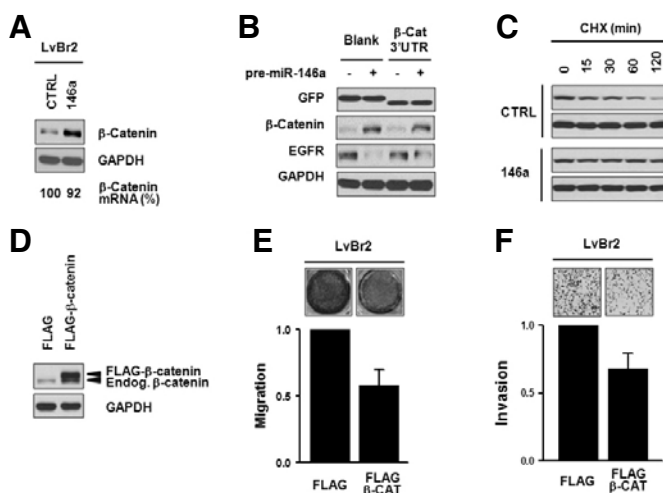 A
LvBr2
CTRL
146a
β-Catenin
GAPDH
100 92 β-Catenin
mRNA (%)
B
Blank β-Cat
3'UTR
pre-miR-146a - + - +
GFP
β-Catenin
EGFR
GAPDH
C
CHX (min)
0 15 30 60 120
CTRL
146a
D
FLAG
FLAG-β-catenin
FLAG-β-catenin
Endog. β-catenin
GAPDH
E
LvBr2
Migration
1.0
0.5
0.0
FLAG FLAG
β-CAT
F
LvBr2
Invasion
1.0
0.5
0.0
FLAG FLAG
β-CAT